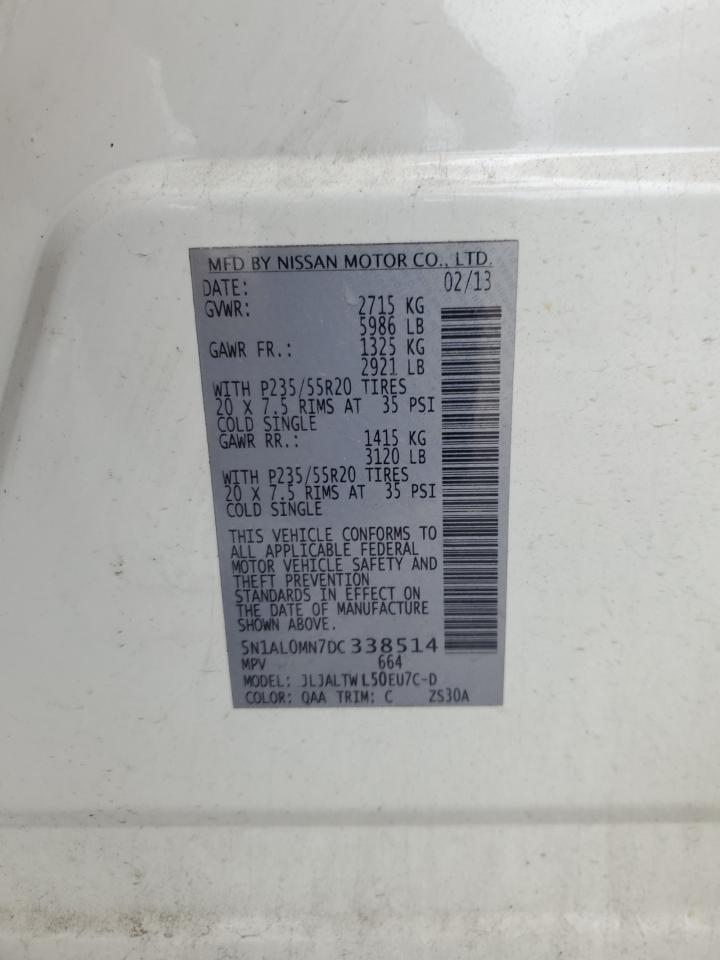 MFD BY NISSAN MOTOR CO., LTD.
DATE: 02/13
GVWR: 2715 KG
5986 LB
GAWR FR.: 1325 KG
2921 LB
WITH P235/55R20 TIRES
20 X 7.5 RIMS AT 35 PSI
COLD SINGLE
GAWR RR.: 1415 KG
3120 LB
WITH P235/55R20 TIRES
20 X 7.5 RIMS AT 35 PSI
COLD SINGLE
THIS VEHICLE CONFORMS TO
ALL APPLICABLE FEDERAL
MOTOR VEHICLE SAFETY AND
THEFT PREVENTION
STANDARDS IN EFFECT ON
THE DATE OF MANUFACTURE
SHOWN ABOVE.
5N1AL0MN7DC338514
MPV 664
MODEL: JLJALTWL50EU7C-D
COLOR: QAA TRIM: C ZS30A